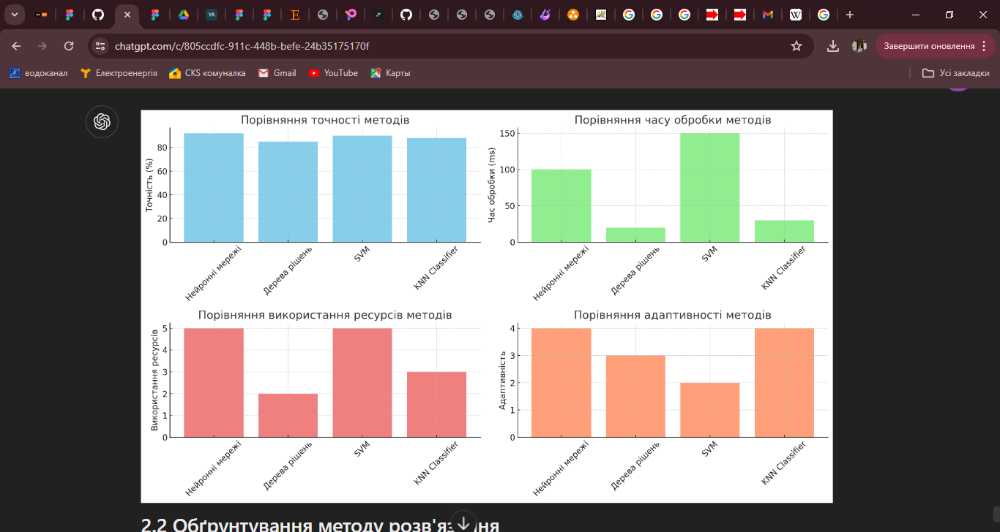 YA
J*
E
G
G
G
W
G
chatgpt.com/c/805ccdfc-911c-448b-befe-24b35175170f
Завершити оновлення
водоканал
Електроенергія
CKS комуналка
Gmail
YouTube
Карты
Усі закладки
Порівняння точності методів
Точність (%)
80
60
40
20
0
Нейронні мережі
Дерева рішень
SVM
KNN Classifier
Порівняння часу обробки методів
Час обробки (ms)
150
100
50
0
Нейронні мережі
Дерева рішень
SVM
KNN Classifier
Порівняння використання ресурсів методів
Використання ресурсів
5
4
3
2
1
0
Нейронні мережі
Дерева рішень
SVM
KNN Classifier
Порівняння адаптивності методів
Адаптивність
4
3
2
1
0
Нейронні мережі
Дерева рішень
SVM
KNN Classifier
2.2 Обґрунтування методу